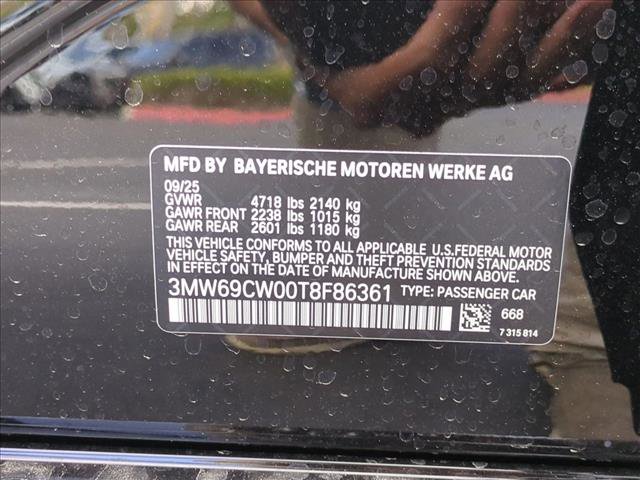 MFD BY BAYERISCHE MOTOREN WERKE AG
09/25
GVWR 4718 lbs 2140 kg
GAWR FRONT 2238 lbs 1015 kg
GAWR REAR 2601 lbs 1180 kg
THIS VEHICLE CONFORMS TO ALL APPLICABLE U.S.FEDERAL MOTOR
VEHICLE SAFETY, BUMPER AND THEFT PREVENTION STANDARDS
IN EFFECT ON THE DATE OF MANUFACTURE SHOWN ABOVE.
3MW69CW00T8F86361 TYPE: PASSENGER CAR
668
7 315 814